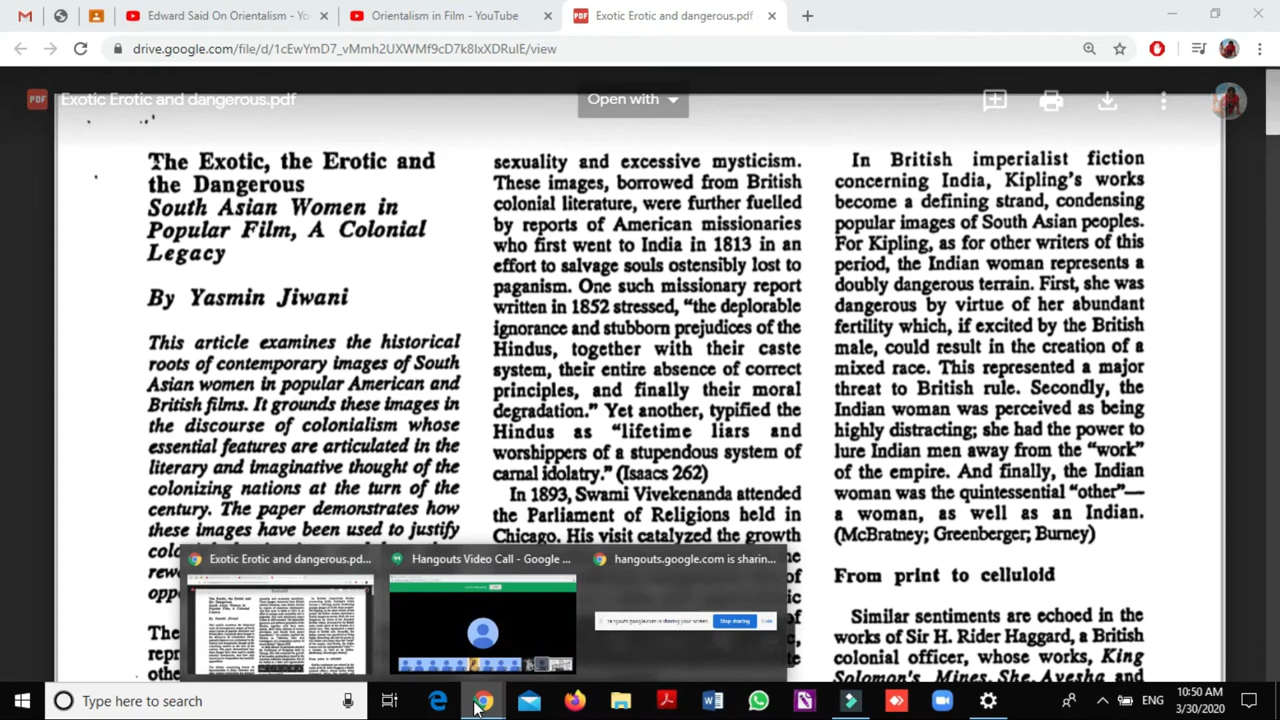 Edward Said On Orientalism - Yo
Orientalism in Film - YouTube
Exotic Erotic and dangerous.pdf
drive.google.com/file/d/1cEwYmD7_vMmh2UXWMf9cD7k8lxXDRulE/view
PDF
Exotic Erotic and dangerous.pdf
Open with
The Exotic, the Erotic and
the Dangerous
South Asian Women in
Popular Film, A Colonial
Legacy
By Yasmin Jiwani
This article examines the historical
roots of contemporary images of South
Asian women in popular American and
British films. It grounds these images in
the discourse of colonialism whose
essential features are articulated in the
literary and imaginative thought of the
colonizing nations at the turn of the
century. The paper demonstrates how
these images have been used to justify
sexuality and excessive mysticism.
These images, borrowed from British
colonial literature, were further fuelled
by reports of American missionaries
who first went to India in 1813 in an
effort to salvage souls ostensibly lost to
paganism. One such missionary report
written in 1852 stressed, "the deplorable
ignorance and stubborn prejudices of the
Hindus, together with their caste
system, their entire absence of correct
principles, and finally their moral
degradation." Yet another, typified the
Hindus as "lifetime liars and
worshippers of a stupendous system of
carnal idolatry." (Isaacs 262)
In 1893, Swami Vivekenanda attended
the Parliament of Religions held in
Chicago. His visit catalyzed the growth
In British imperialist fiction
concerning India, Kipling's works
become a defining strand, condensing
popular images of South Asian peoples.
For Kipling, as for other writers of this
period, the Indian woman represents a
doubly dangerous terrain. First, she was
dangerous by virtue of her abundant
fertility which, if excited by the British
male, could result in the creation of a
mixed race. This represented a major
threat to British rule. Secondly, the
Indian woman was perceived as being
highly distracting; she had the power to
lure Indian men away from the "work"
of the empire. And finally, the Indian
woman was the quintessential "other"—
a woman, as well as an Indian.
(McBratney; Greenberger; Burney)
From print to celluloid
Similar sentiments are echoed in the
works of Sir H. Rider Haggard, a British
colonial officer, whose works, King
Solomon's Mines, She, Ayesha and
Exotic Erotic and dangerous.pd...
Hangouts Video Call - Google ...
hangouts.google.com is sharin...
hangouts.google.com is sharing your screen.
Stop sharing
Hide
Type here to search
ENG
10:50 AM
3/30/2020